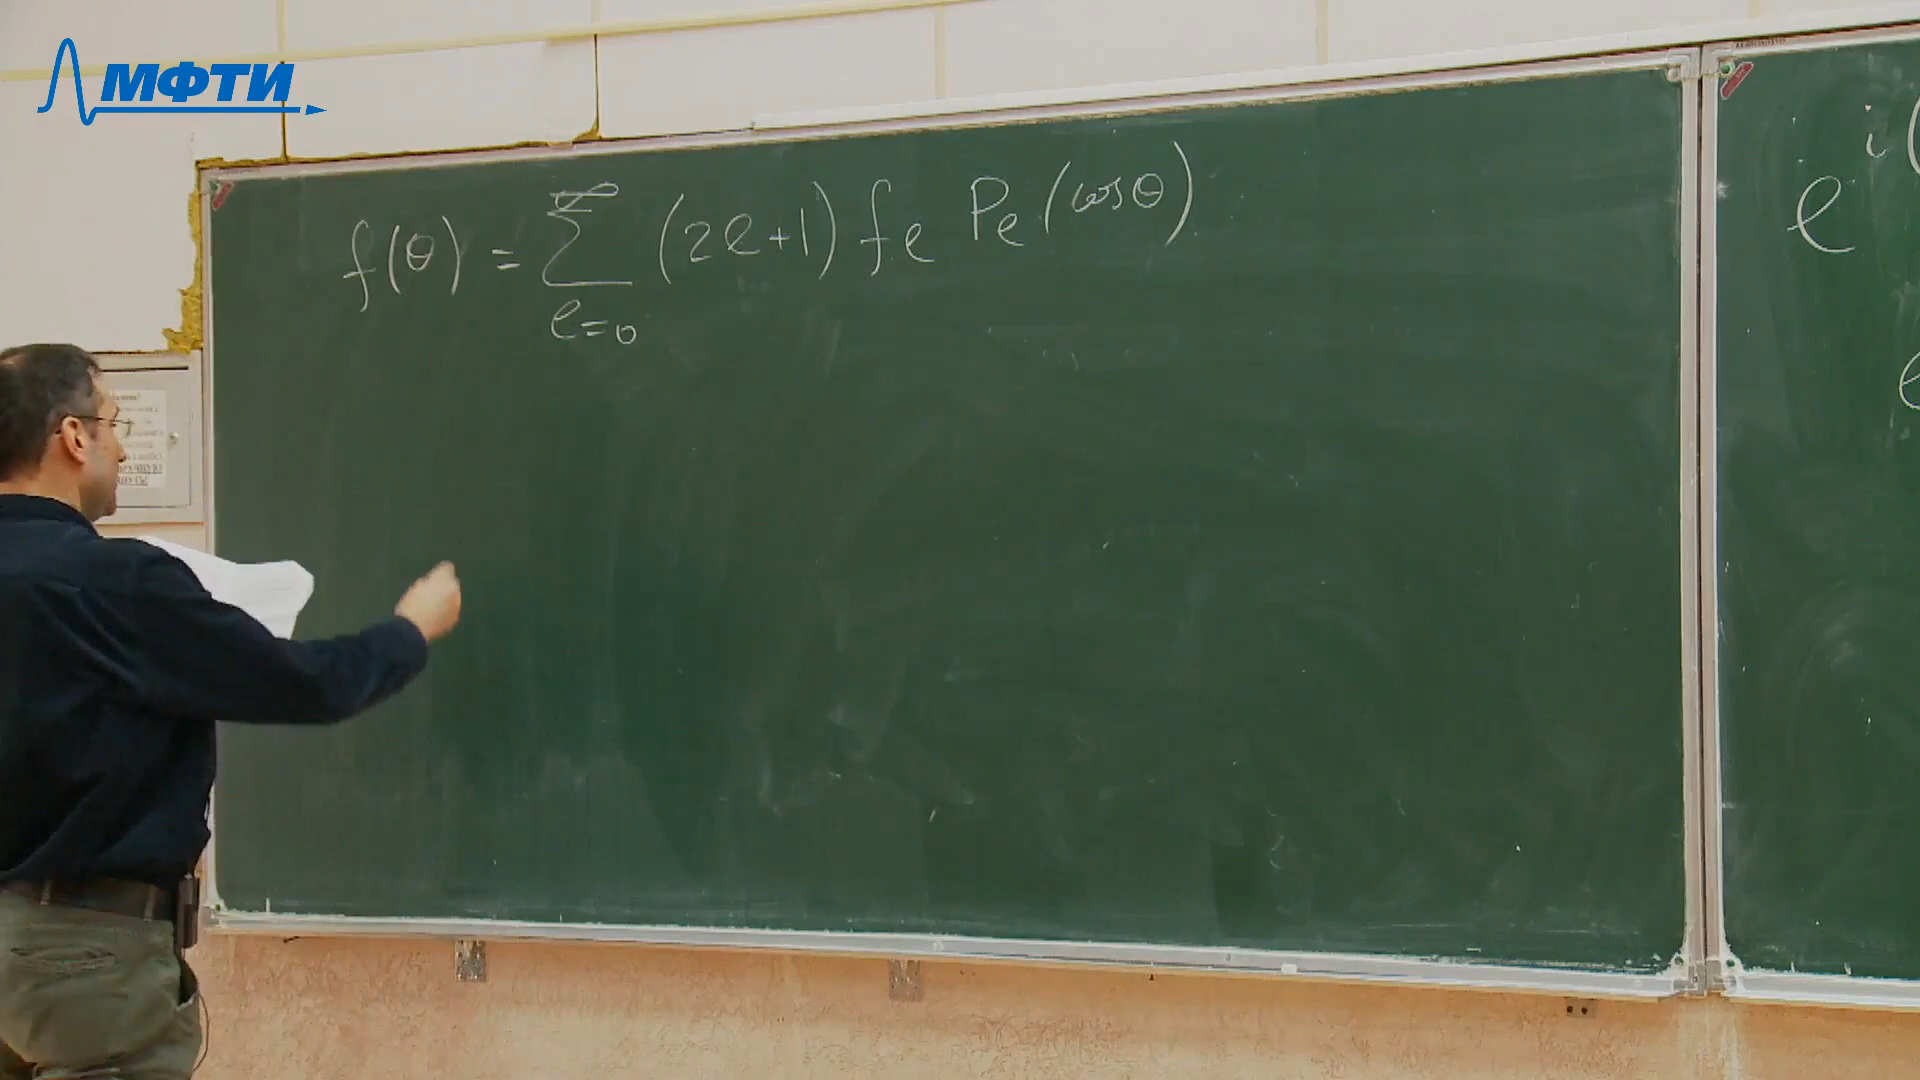 МФТИ
f(θ) = ∑ (2ℓ+1) fℓ Pℓ (cosθ)
∞
ℓ=0
e i(
e